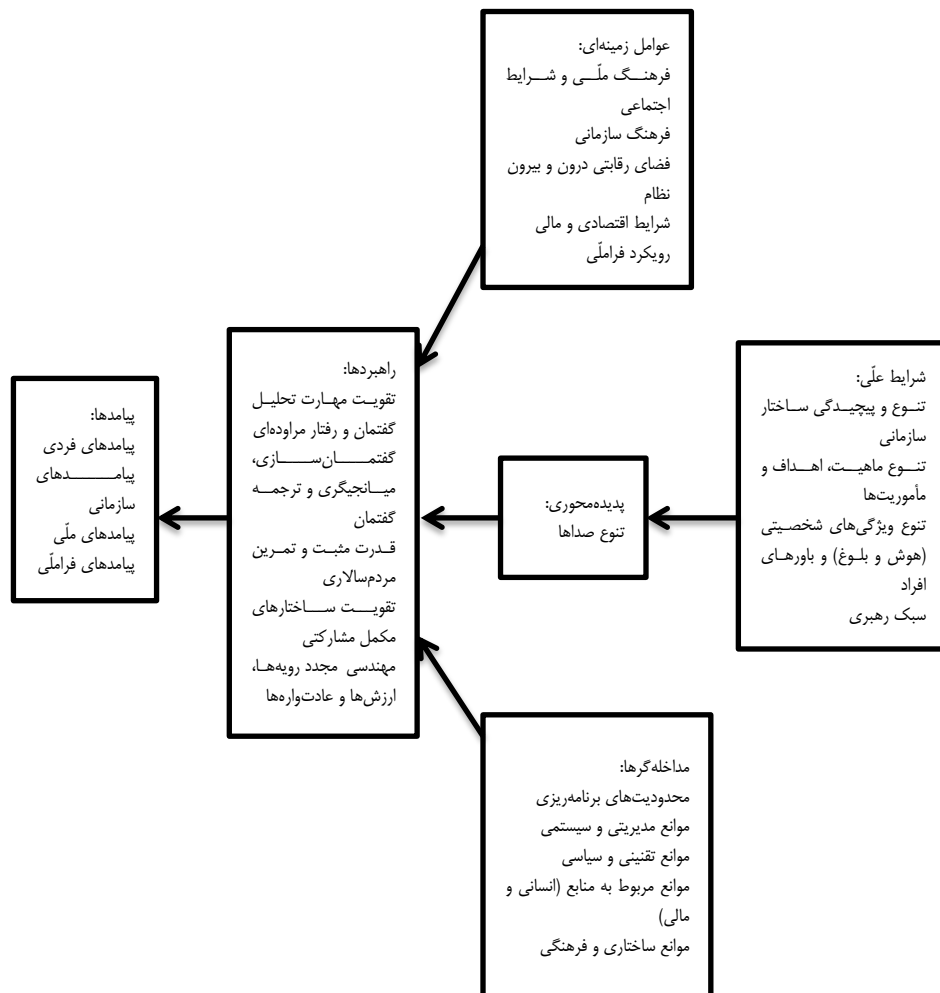 عوامل زمینه‌ای:
فرهنگ ملّی و شرایط
اجتماعی
فرهنگ سازمانی
فضای رقابتی درون و بیرون
نظام
شرایط اقتصادی و مالی
رویکرد فراملّی
شرایط علّی:
تنوع و پیچیدگی ساختار
سازمانی
تنوع ماهیت، اهداف و
مأموریت‌ها
تنوع ویژگی‌های شخصیتی
(هوش و بلوغ) و باورهای
افراد
سبک رهبری
پدیده‌محوری:
تنوع صداها
راهبردها:
تقویت مهارت تحلیل
گفتمان و رفتار مراوده‌ای
گفتمان‌سازی،
میانجیگری و ترجمه
گفتمان
قدرت مثبت و تمرین
مردم‌سالاری
تقویت ساختارهای
مکمل مشارکتی
مهندسی مجدد رویه‌ها،
ارزش‌ها و عادت‌واره‌ها
پیامدها:
پیامدهای فردی
پیامدهای
سازمانی
پیامدهای ملّی
پیامدهای فراملّی
مداخله‌گرها:
محدودیت‌های برنامه‌ریزی
موانع مدیریتی و سیستمی
موانع تقنینی و سیاسی
موانع مربوط به منابع (انسانی و
مالی)
موانع ساختاری و فرهنگی